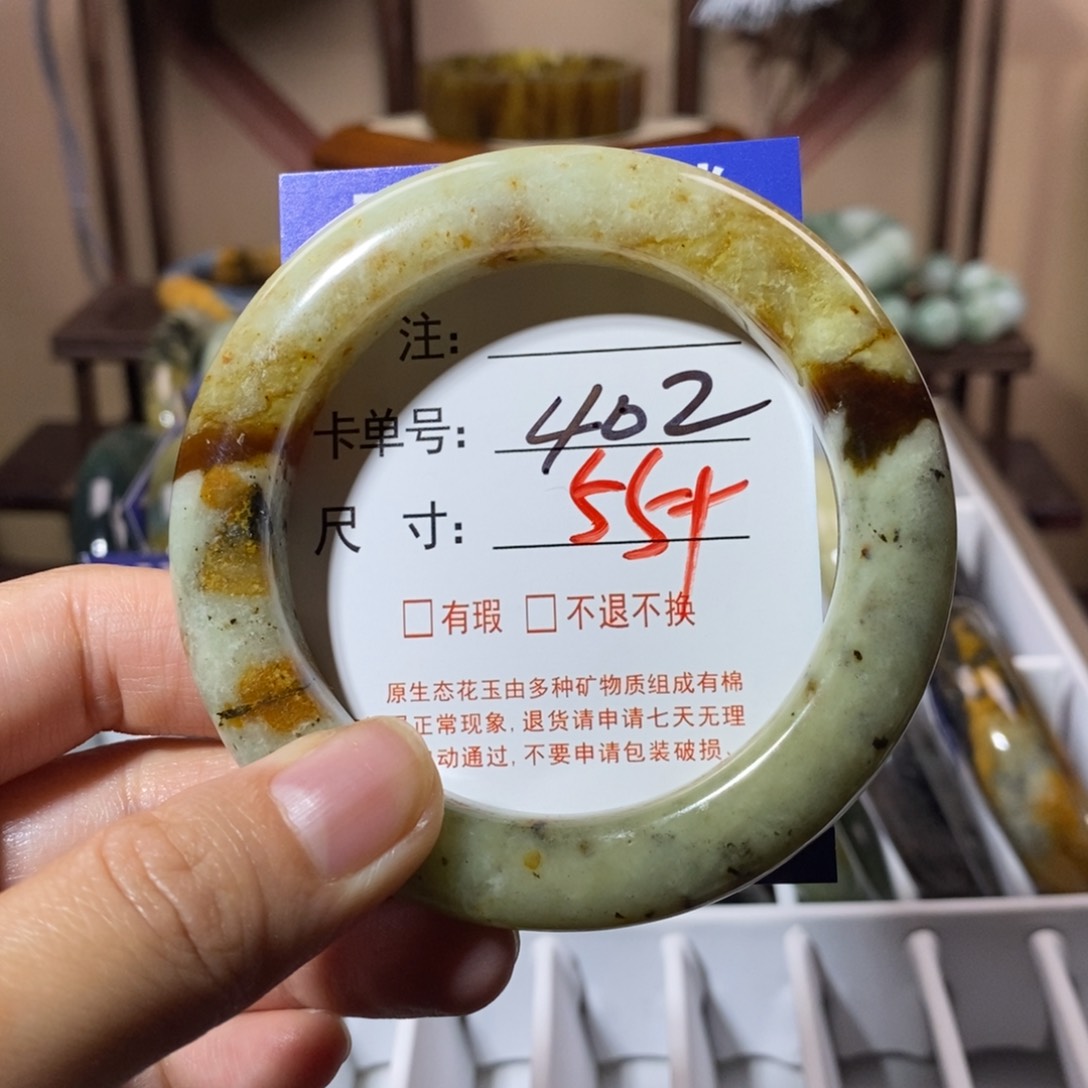 注:
卡单号: 402
尺 寸: 55+
□有瑕 □不退不换
原生态花玉由多种矿物质组成有棉
正常现象, 退货请申请七天无理
动通过, 不要申请包装破损、